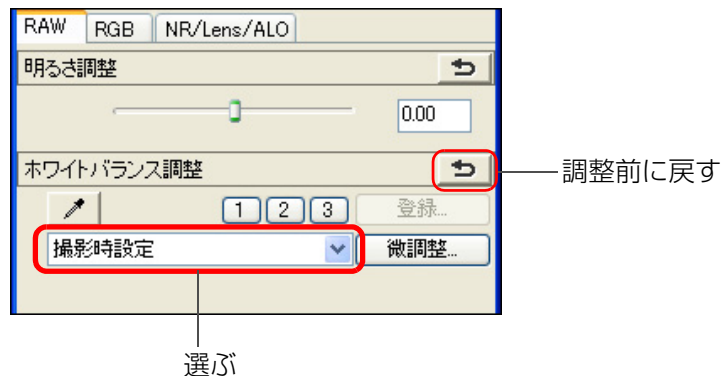 RAW RGB NR/Lens/ALO
明るさ調整
0.00
ホワイトバランス調整
調整前に戻す
1 2 3 登録...
撮影時設定 微調整...
選ぶ